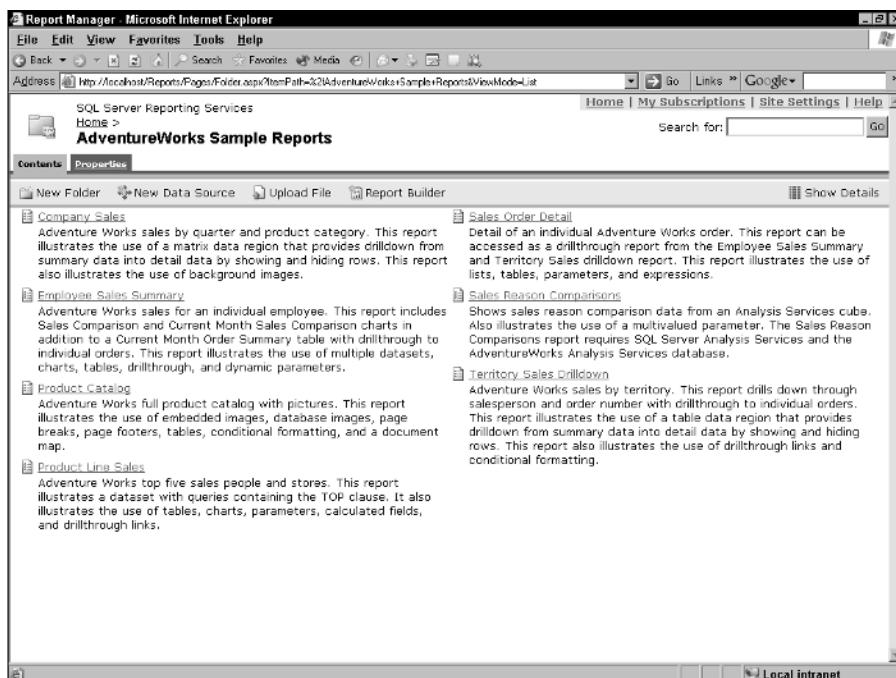 Report Manager - Microsoft Internet Explorer
File Edit View Favorites Tools Help
Back Search Favorites Media
Address http://localhost/Reports/Pages/Folder.aspx?ItemPath=%2fAdventureWorks+Sample+Reports&ViewMode=List Go Links » Google
SQL Server Reporting Services
Home >
AdventureWorks Sample Reports
Home | My Subscriptions | Site Settings | Help
Search for: Go
Contents Properties
New Folder New Data Source Upload File Report Builder Show Details
Company Sales
Adventure Works sales by quarter and product category. This report
illustrates the use of a matrix data region that provides drilldown from
summary data into detail data by showing and hiding rows. This report
also illustrates the use of background images.
Employee Sales Summary
Adventure Works sales for an individual employee. This report includes
Sales Comparison and Current Month Sales Comparison charts in
addition to a Current Month Order Summary table with drillthrough to
individual orders. This report illustrates the use of multiple datasets,
charts, tables, drillthrough, and dynamic parameters.
Product Catalog
Adventure Works full product catalog with pictures. This report
illustrates the use of embedded images, database images, page
breaks, page footers, tables, conditional formatting, and a document
map.
Product Line Sales
Adventure Works top five sales people and stores. This report
illustrates a dataset with queries containing the TOP clause. It also
illustrates the use of tables, charts, parameters, calculated fields,
and drillthrough links.
Sales Order Detail
Detail of an individual Adventure Works order. This report can be
accessed as a drillthrough report from the Employee Sales Summary
and Territory Sales drilldown report. This report illustrates the use of
lists, tables, parameters, and expressions.
Sales Reason Comparisons
Shows sales reason comparison data from an Analysis Services cube.
Also illustrates the use of a multivalued parameter. The Sales Reason
Comparisons report requires SQL Server Analysis Services and the
AdventureWorks Analysis Services database.
Territory Sales Drilldown
Adventure Works sales by territory. This report drills down through
salesperson and order number with drillthrough to individual orders.
This report illustrates the use of a table data region that provides
drilldown from summary data into detail data by showing and hiding
rows. This report also illustrates the use of drillthrough links and
conditional formatting.
Local intranet